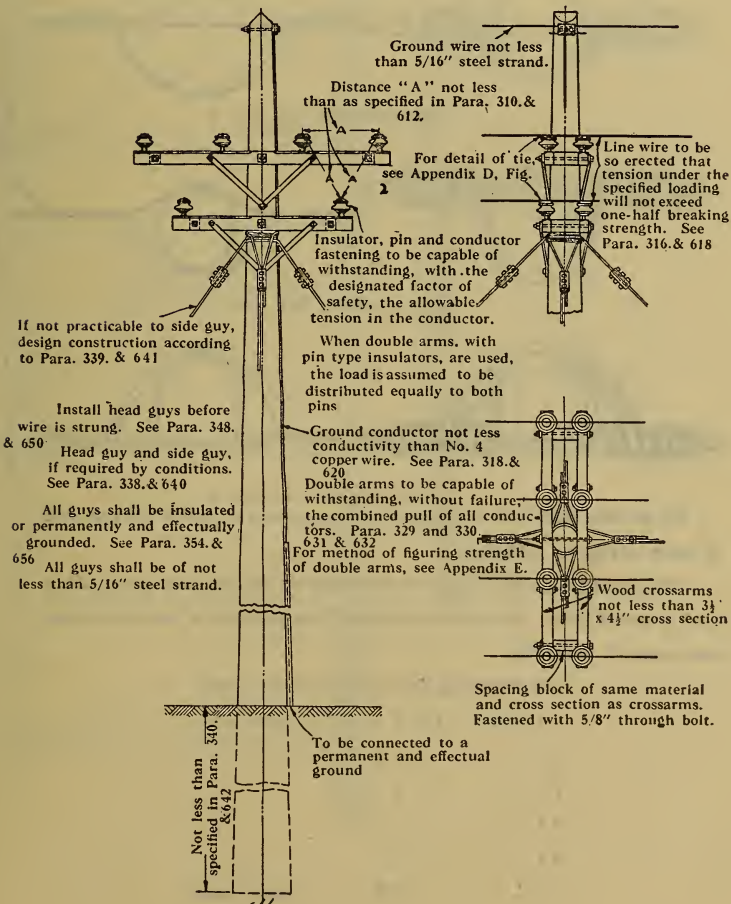 Ground wire not less
than 5/16" steel strand.
Distance "A" not less
than as specified in Para. 310.&
612.
A
A
A
For detail of tie,
see Appendix D, Fig.
2
Line wire to be
so erected that
tension under the
specified loading
will not exceed
one-half breaking
strength. See
Para. 316.& 618
Insulator, pin and conductor
fastening to be capable of
withstanding, with the
designated factor of
safety, the allowable
tension in the conductor.
If not practicable to side guy,
design construction according
to Para. 339. & 641
When double arms. with
pin type insulators, are used,
the load is assumed to be
distributed equally to both
pins
Install head guys before
wire is strung. See Para. 348.
& 650
Head guy and side guy,
if required by conditions.
See Para. 338.& 640
All guys shall be insulated
or permanently and effectually
grounded. See Para. 354.&
656
All guys shall be of not
less than 5/16" steel strand.
Ground conductor not less
conductivity than No. 4
copper wire. See Para. 318.&
620
Double arms to be capable of
withstanding, without failure,
the combined pull of all conduc-
tors. Para. 329 and 330
631 & 632
For method of figuring strength
of double arms, see Appendix E.
Wood crossarms
not less than 3½
x 4½" cross section
Spacing block of same material
and cross section as crossarms.
Fastened with 5/8" through bolt.
To be connected to a
permanent and effectual
ground
Not less than
specified in Para. 340.
&642